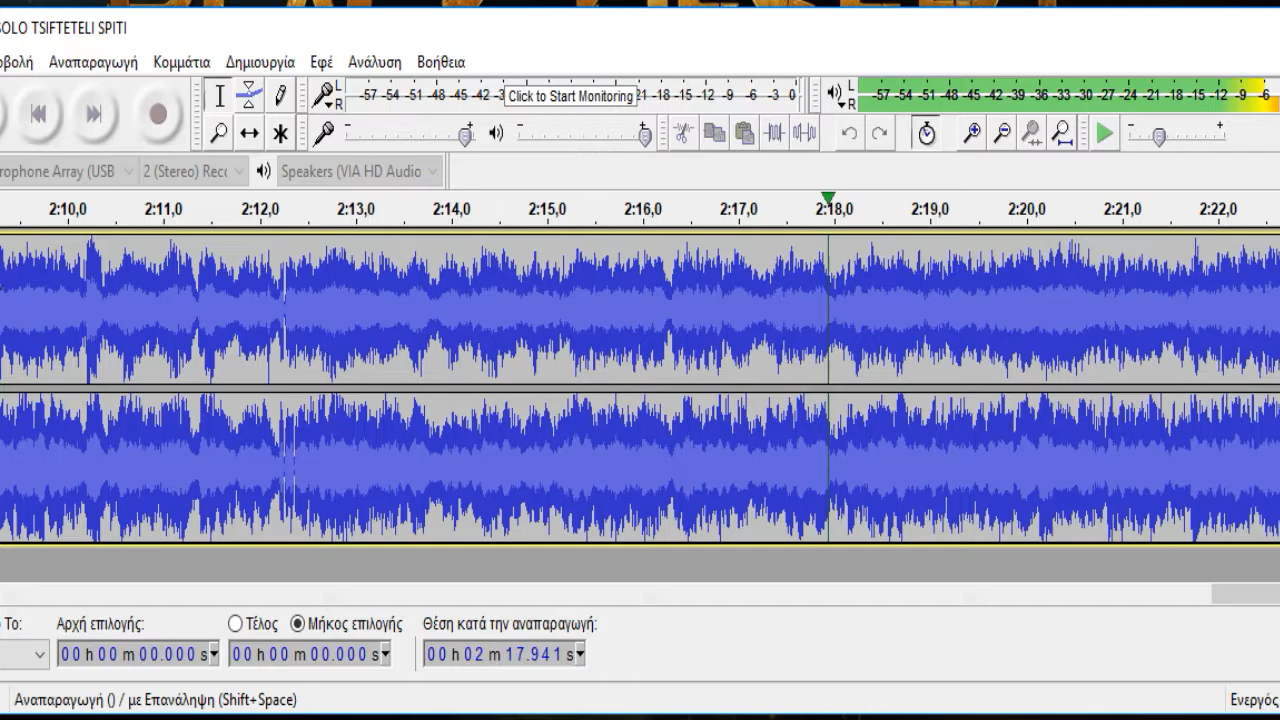 SOLO TSIFTETELI SPITI
Αναπαραγωγή Κομμάτια Δημιουργία Εφέ Ανάλυση Βοήθεια
L -57 -54 -51 -48 -45 -42 Click to Start Monitoring -18 -15 -12 -9 -6 -3 0 L -57 -54 -51 -48 -45 -42 -39 -36 -33 -30 -27 -24 -21 -18 -15 -12 -9 -6
R R
- + - + - +
rophone Array (USB 2 (Stereo) Reco Speakers (VIA HD Audio
2:10,0 2:11,0 2:12,0 2:13,0 2:14,0 2:15,0 2:16,0 2:17,0 2:18,0 2:19,0 2:20,0 2:21,0 2:22,0
Το: Αρχή επιλογής: Τέλος Μήκος επιλογής Θέση κατά την αναπαραγωγή:
00 h 00 m 00.000 s 00 h 00 m 00.000 s 00 h 02 m 17.941 s
Αναπαραγωγή () / με Επανάληψη (Shift+Space) Ενεργός